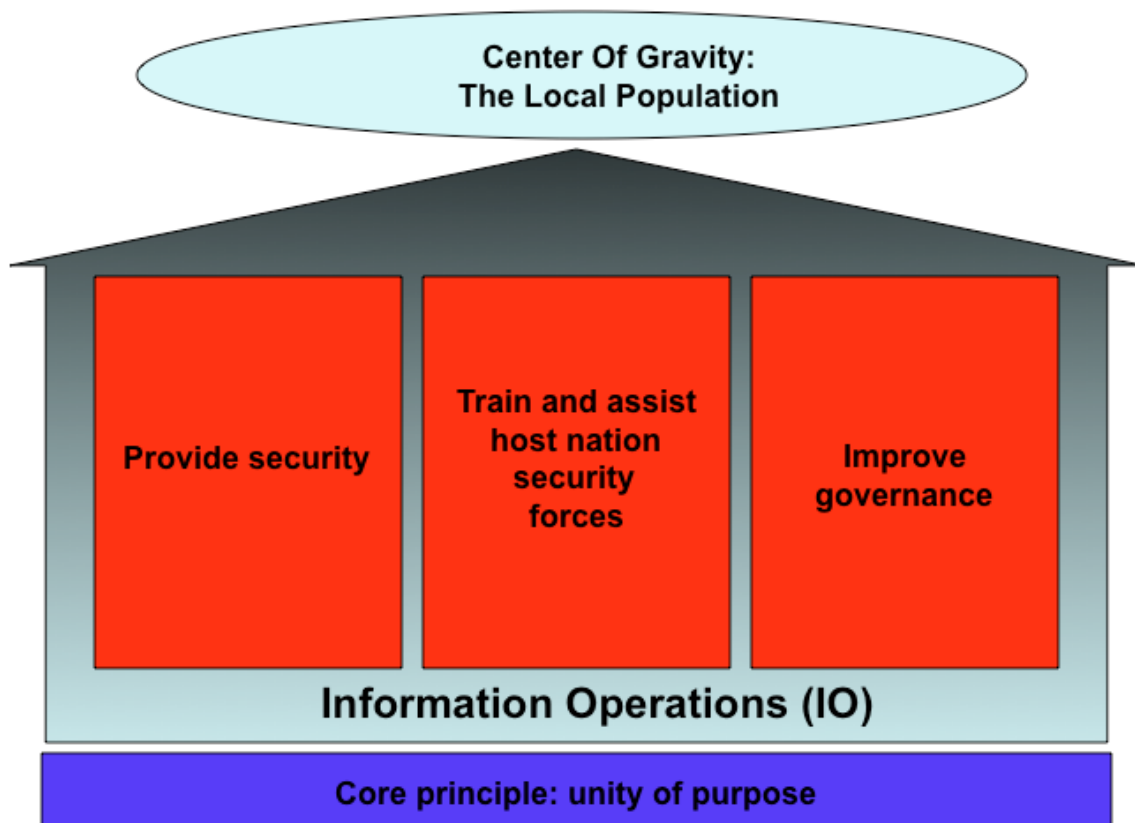 Center Of Gravity:
The Local Population
Provide security
Train and assist
host nation
security
forces
Improve
governance
Information Operations (IO)
Core principle: unity of purpose